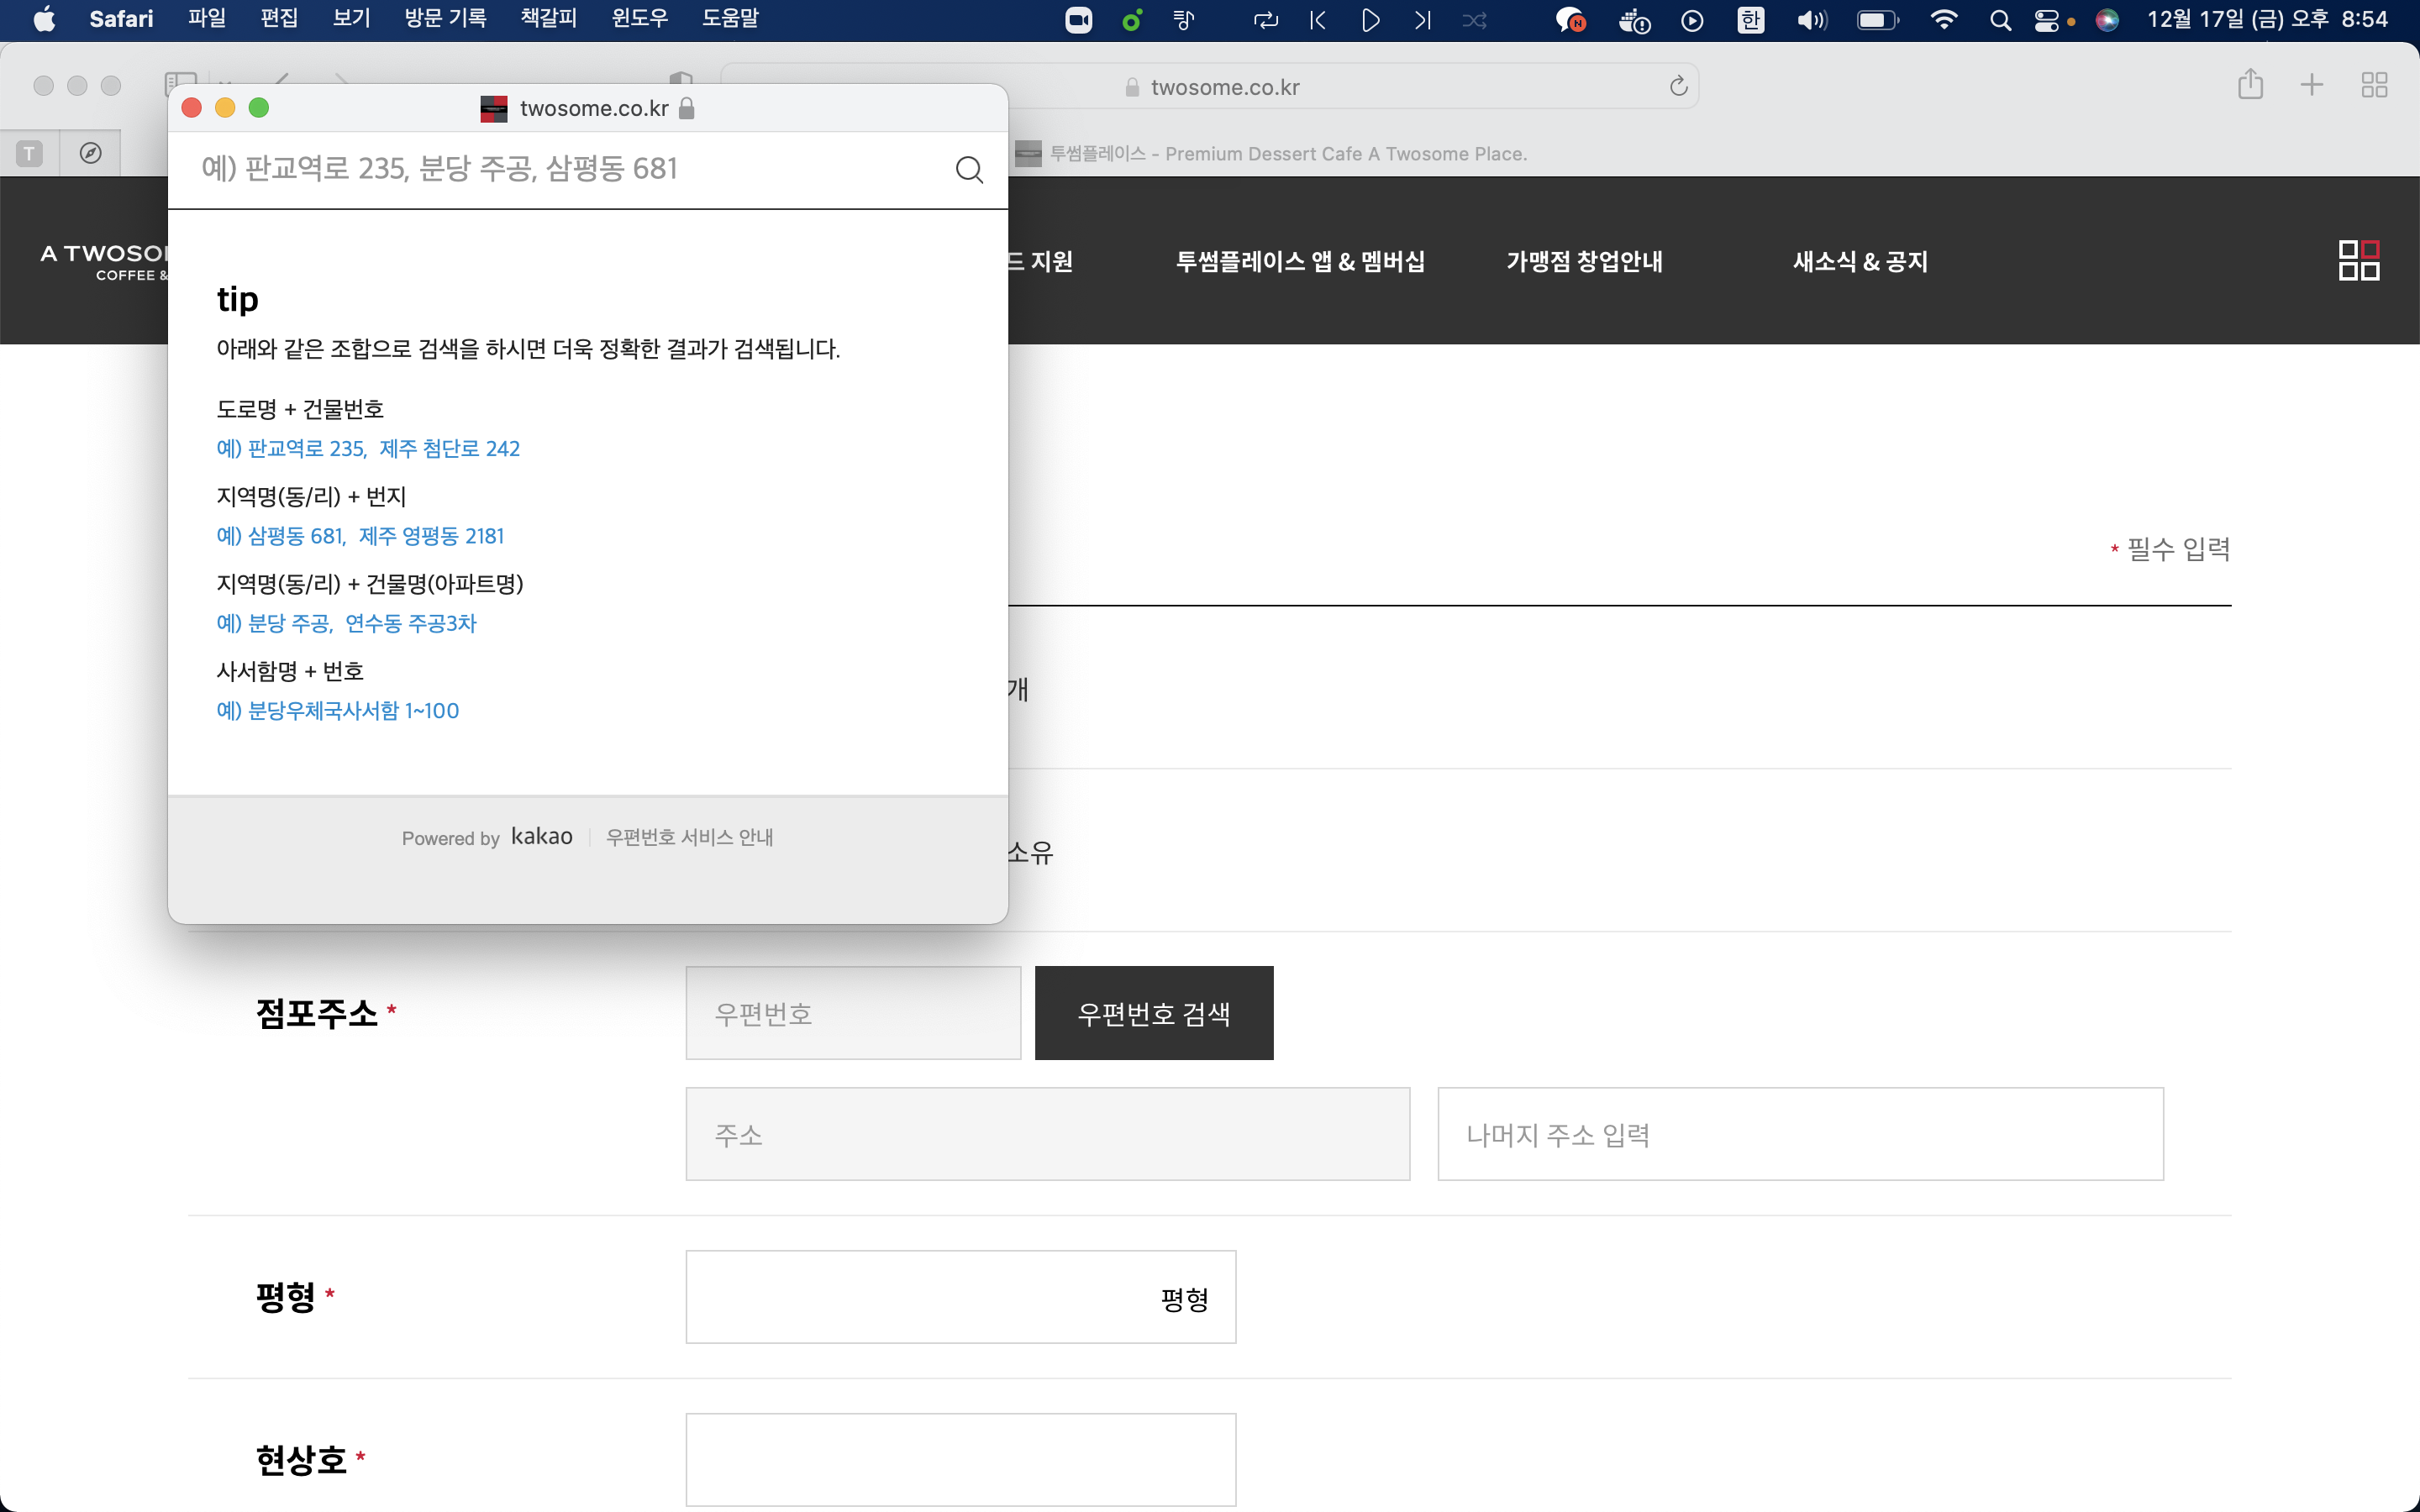 Safari 파일 편집 보기 방문 기록 책갈피 윈도우 도움말 한 12월 17일 (금) 오후 8:54
twosome.co.kr
twosome.co.kr
T
투썸플레이스 - Premium Dessert Cafe A Twosome Place.
예) 판교역로 235, 분당 주공, 삼평동 681
A TWOSO
COFFEE &
드 지원 투썸플레이스 앱 & 멤버십 가맹점 창업안내 새소식 & 공지
tip
아래와 같은 조합으로 검색을 하시면 더욱 정확한 결과가 검색됩니다.
도로명 + 건물번호
예) 판교역로 235, 제주 첨단로 242
지역명(동/리) + 번지
예) 삼평동 681, 제주 영평동 2181
지역명(동/리) + 건물명(아파트명)
예) 분당 주공, 연수동 주공3차
사서함명 + 번호
예) 분당우체국사서함 1~100
Powered by kakao 우편번호 서비스 안내
* 필수 입력
개
소유
점포주소 *
우편번호
우편번호 검색
주소
나머지 주소 입력
평형 *
평형
현상호 *